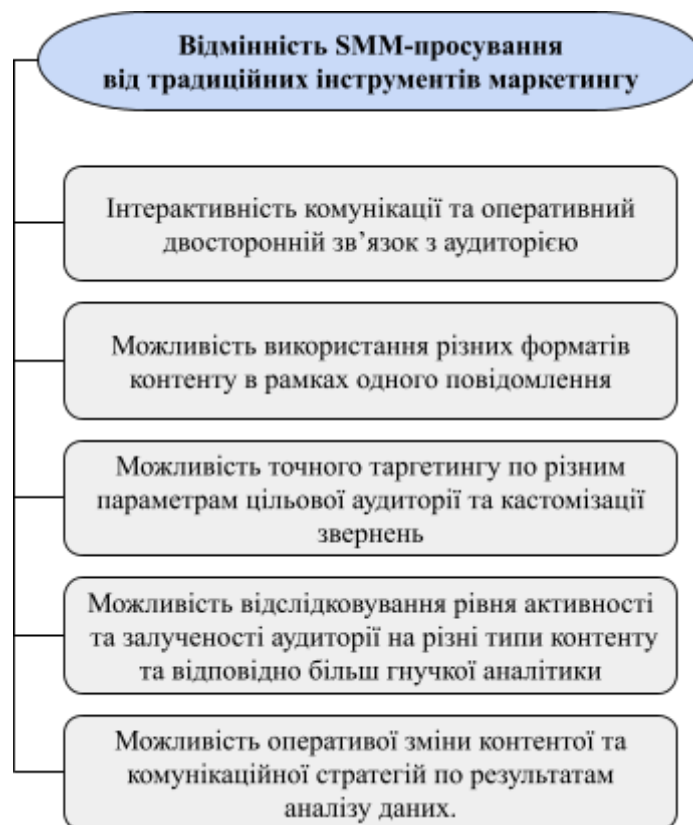 Відмінність SMM-просування
від традиційних інструментів маркетингу
Інтерактивність комунікації та оперативний
двосторонній зв’язок з аудиторією
Можливість використання різних форматів
контенту в рамках одного повідомлення
Можливість точного таргетингу по різним
параметрам цільової аудиторії та кастомізації
звернень
Можливість відслідковування рівня активності
та залученості аудиторії на різні типи контенту
та відповідно більш гнучкої аналітики
Можливість оперативої зміни контентої та
комунікаційної стратегій по результатам
аналізу даних.